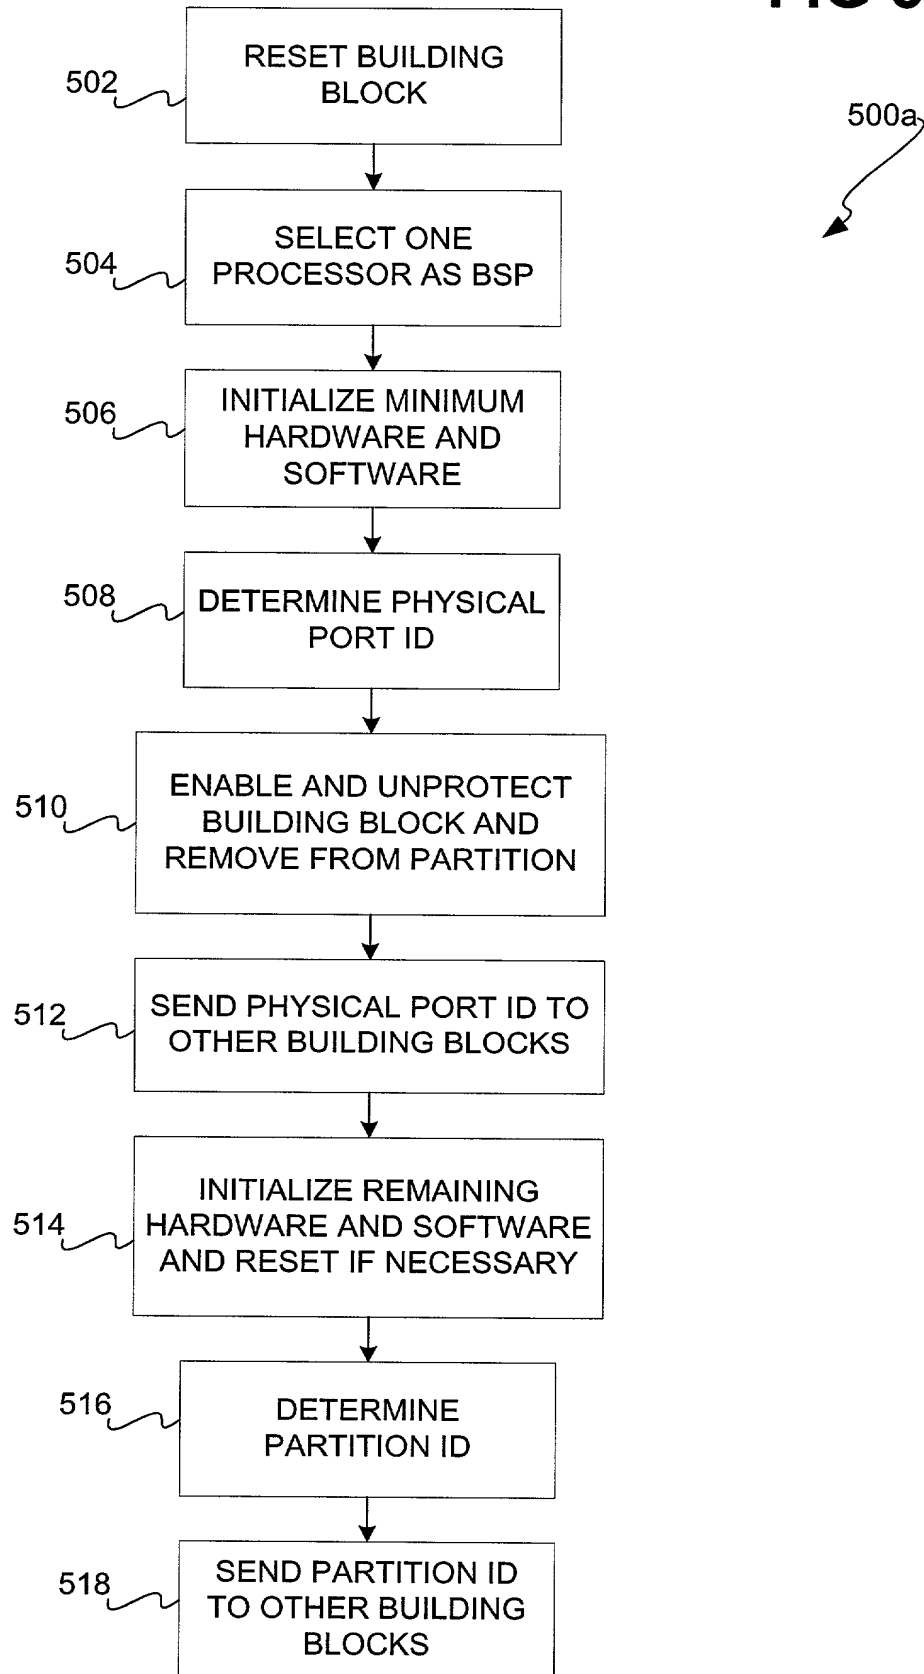 500a
502
RESET BUILDING
BLOCK
504
SELECT ONE
PROCESSOR AS BSP
506
INITIALIZE MINIMUM
HARDWARE AND
SOFTWARE
508
DETERMINE PHYSICAL
PORT ID
510
ENABLE AND UNPROTECT
BUILDING BLOCK AND
REMOVE FROM PARTITION
512
SEND PHYSICAL PORT ID TO
OTHER BUILDING BLOCKS
514
INITIALIZE REMAINING
HARDWARE AND SOFTWARE
AND RESET IF NECESSARY
516
DETERMINE
PARTITION ID
518
SEND PARTITION ID
TO OTHER BUILDING
BLOCKS